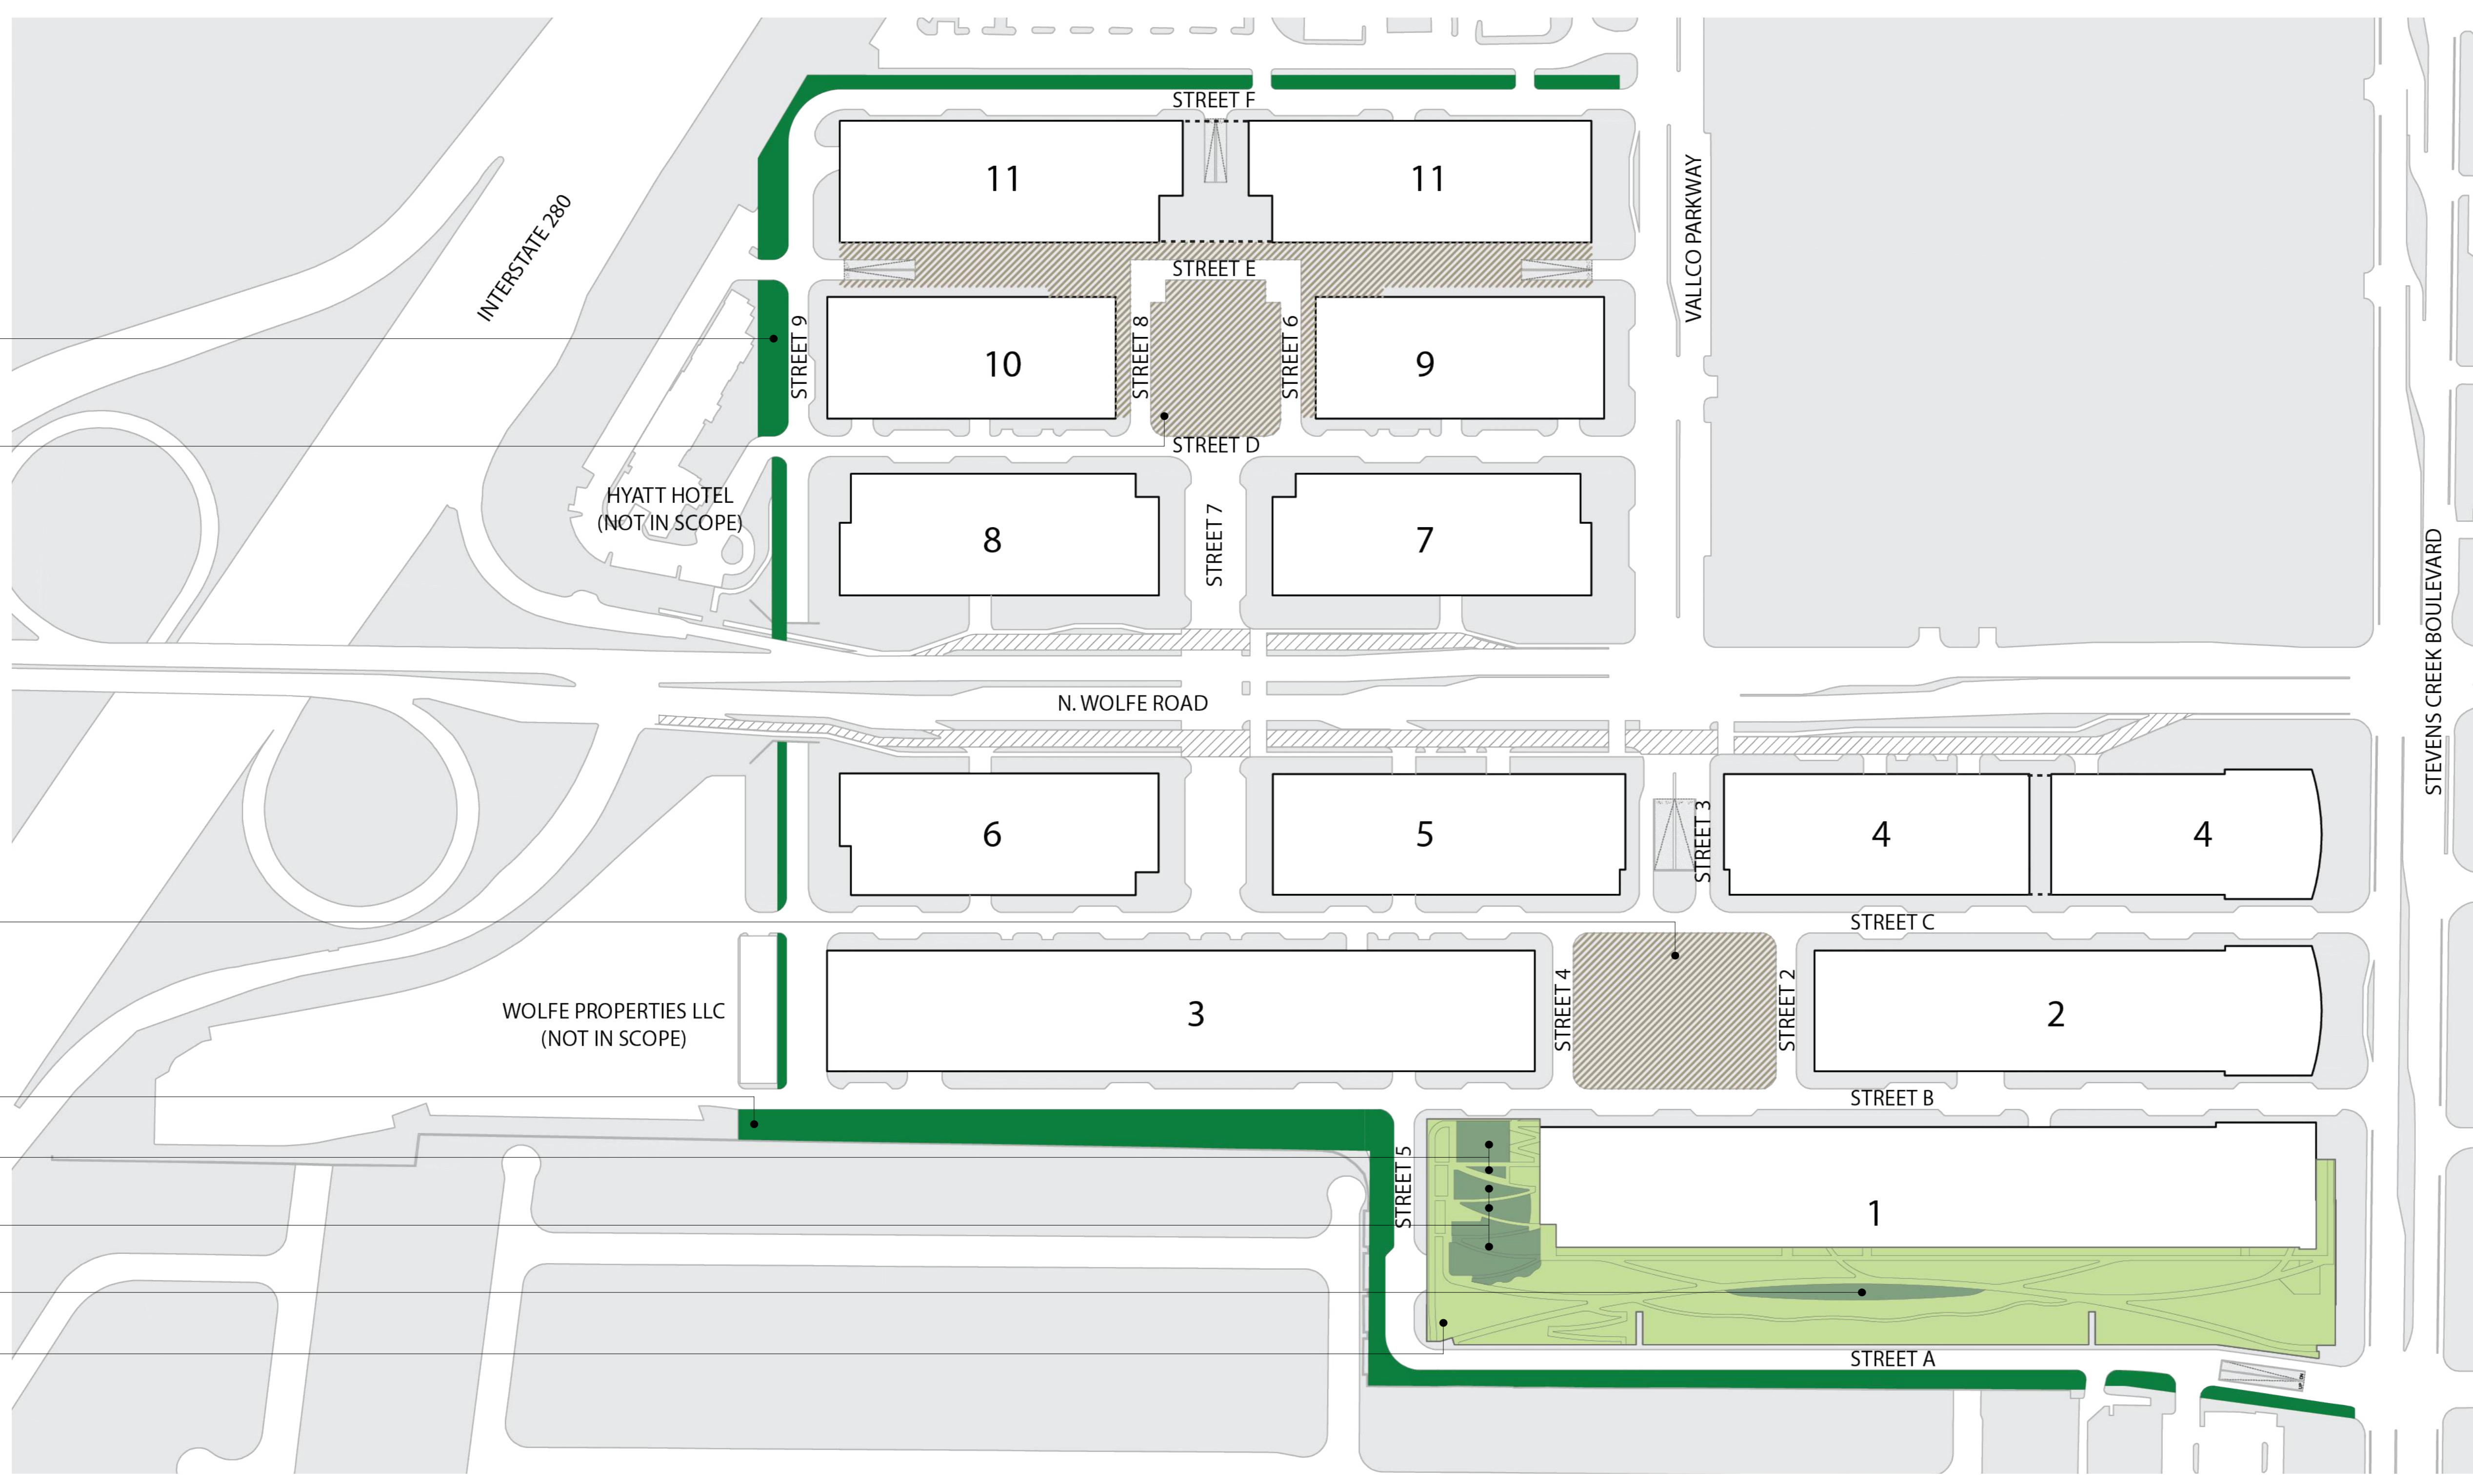 STREET F
11
11
VALLCO PARKWAY
INTERSTATE 280
STREET E
STREET 9
10
STREET 8
STREET 6
9
STREET D
HYATT HOTEL
(NOT IN SCOPE)
8
STREET 7
7
STEVENS CREEK BOULEVARD
N. WOLFE ROAD
6
5
STREET 3
4
4
STREET C
WOLFE PROPERTIES LLC
(NOT IN SCOPE)
3
STREET 4
STREET 2
2
STREET B
STREET 5
1
STREET A